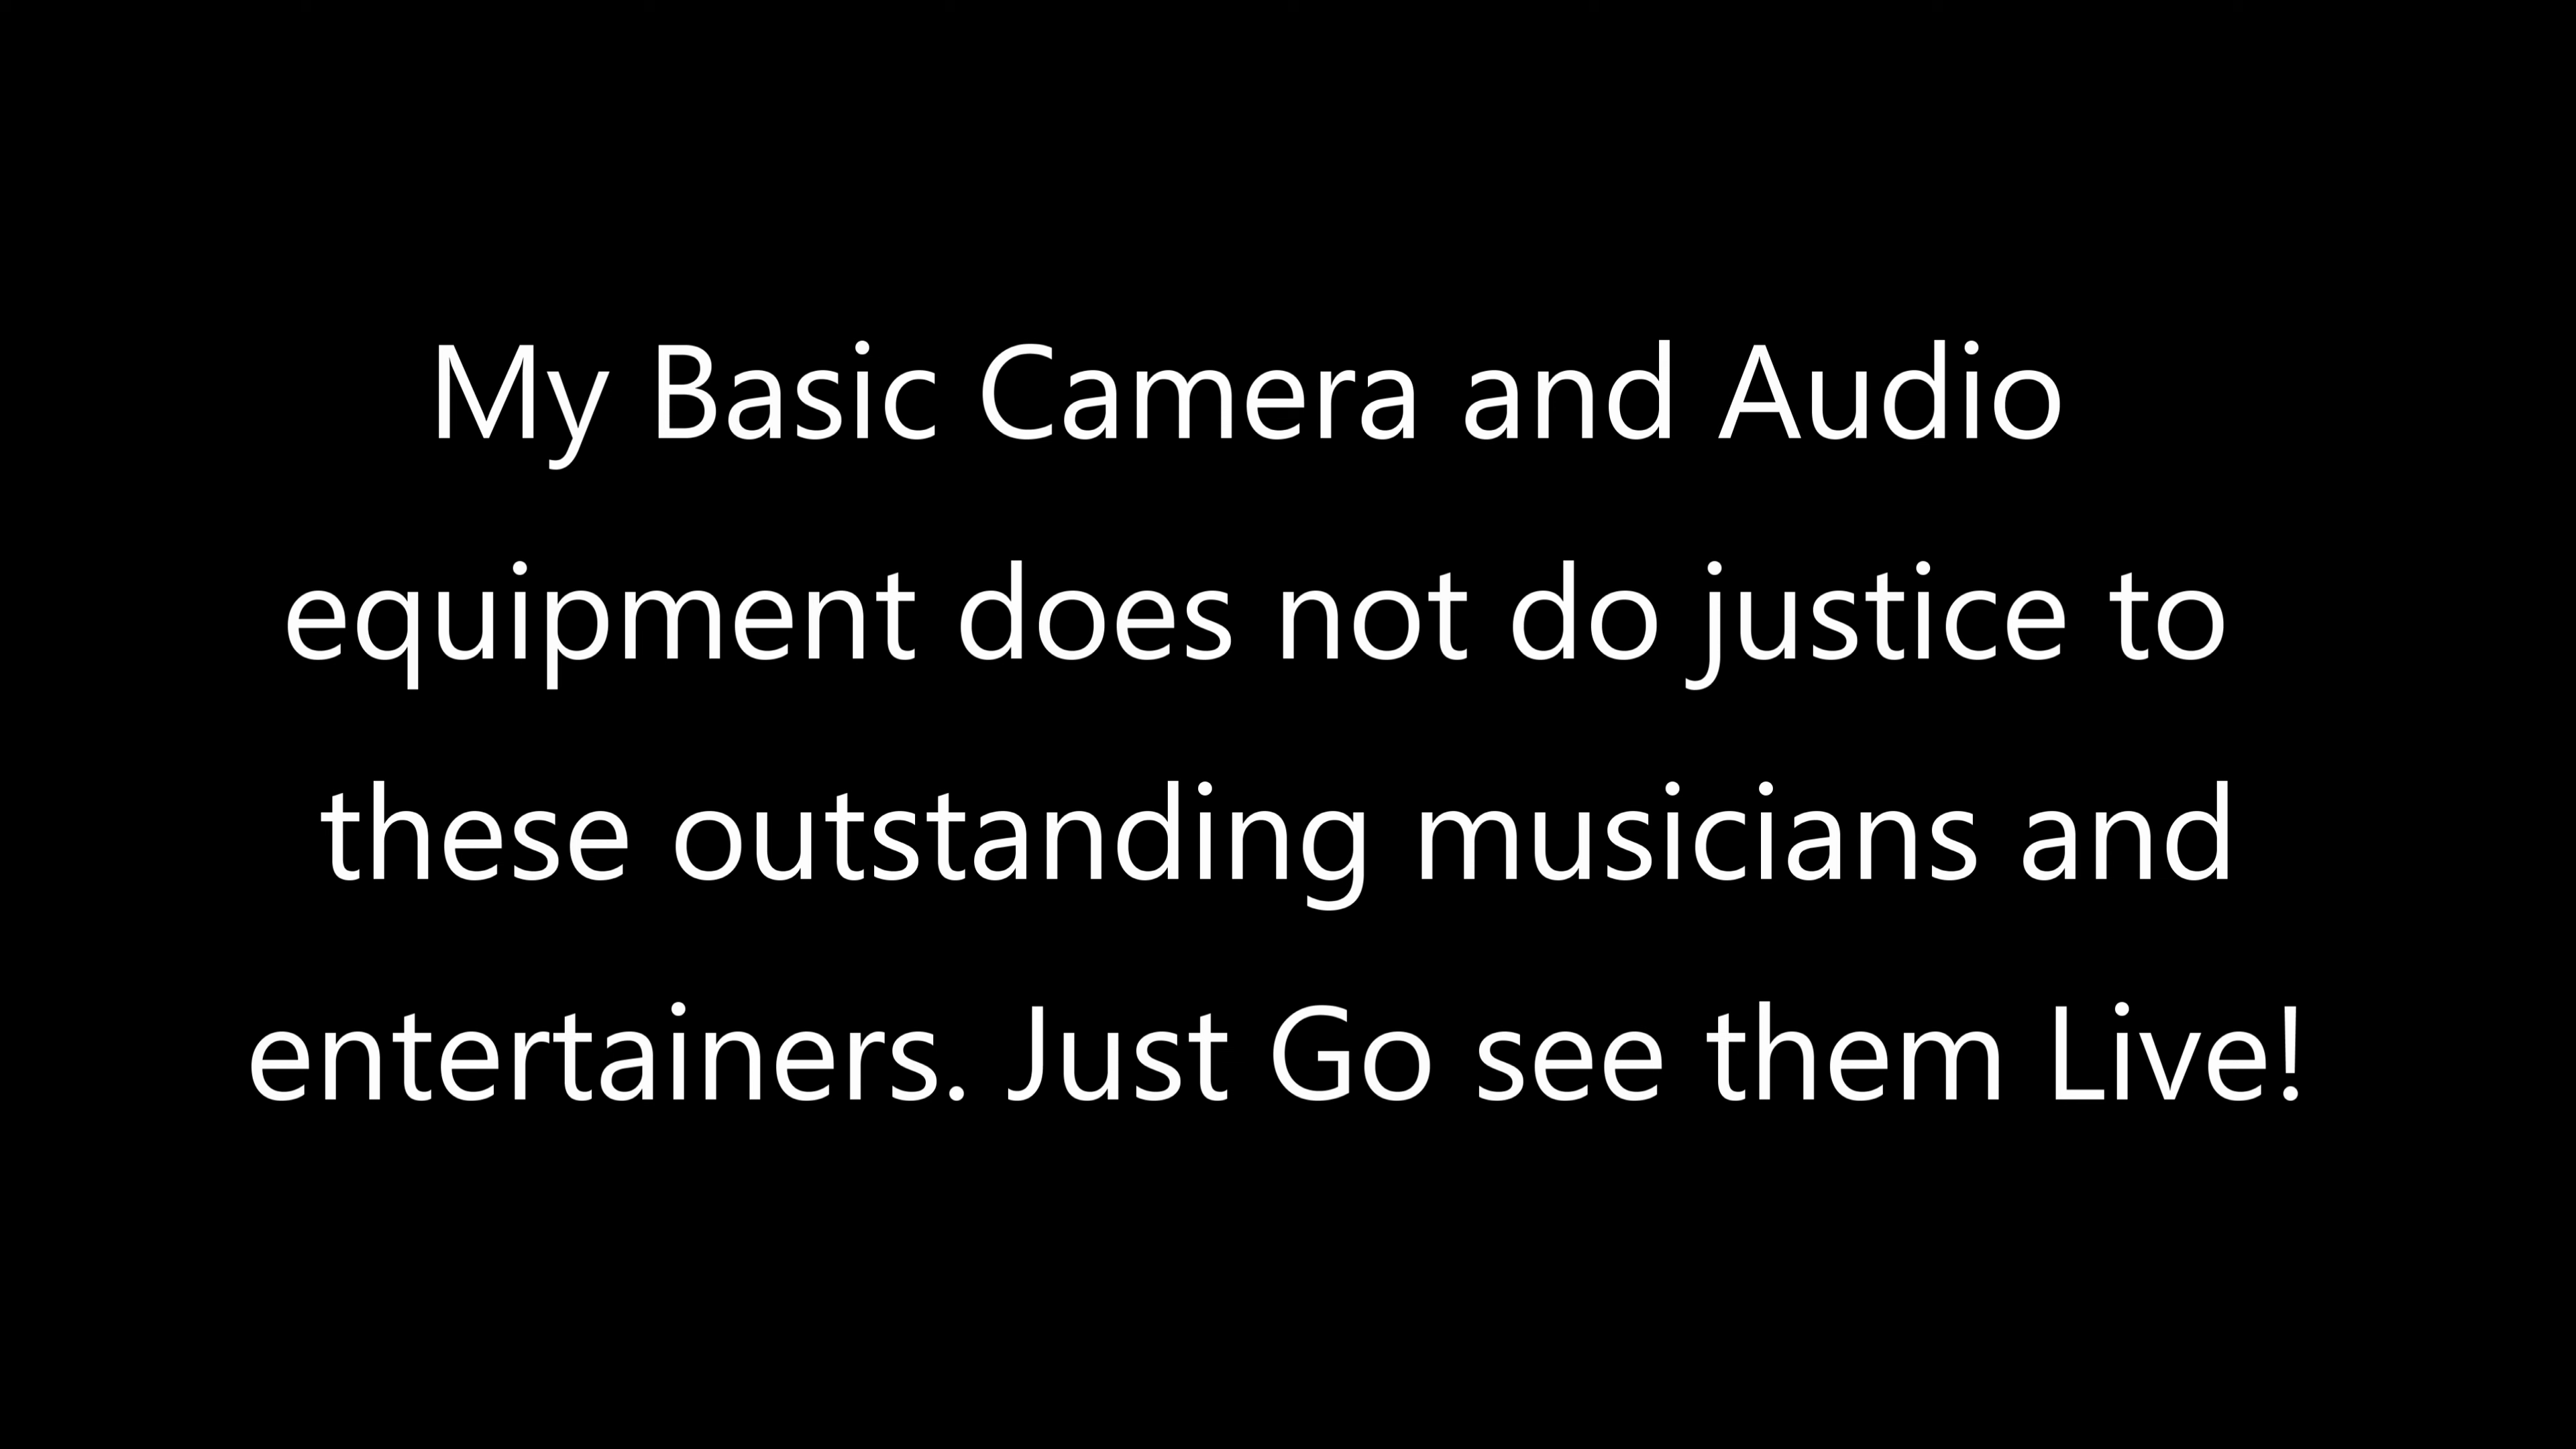 My Basic Camera and Audio
equipment does not do justice to
these outstanding musicians and
entertainers. Just Go see them Live!